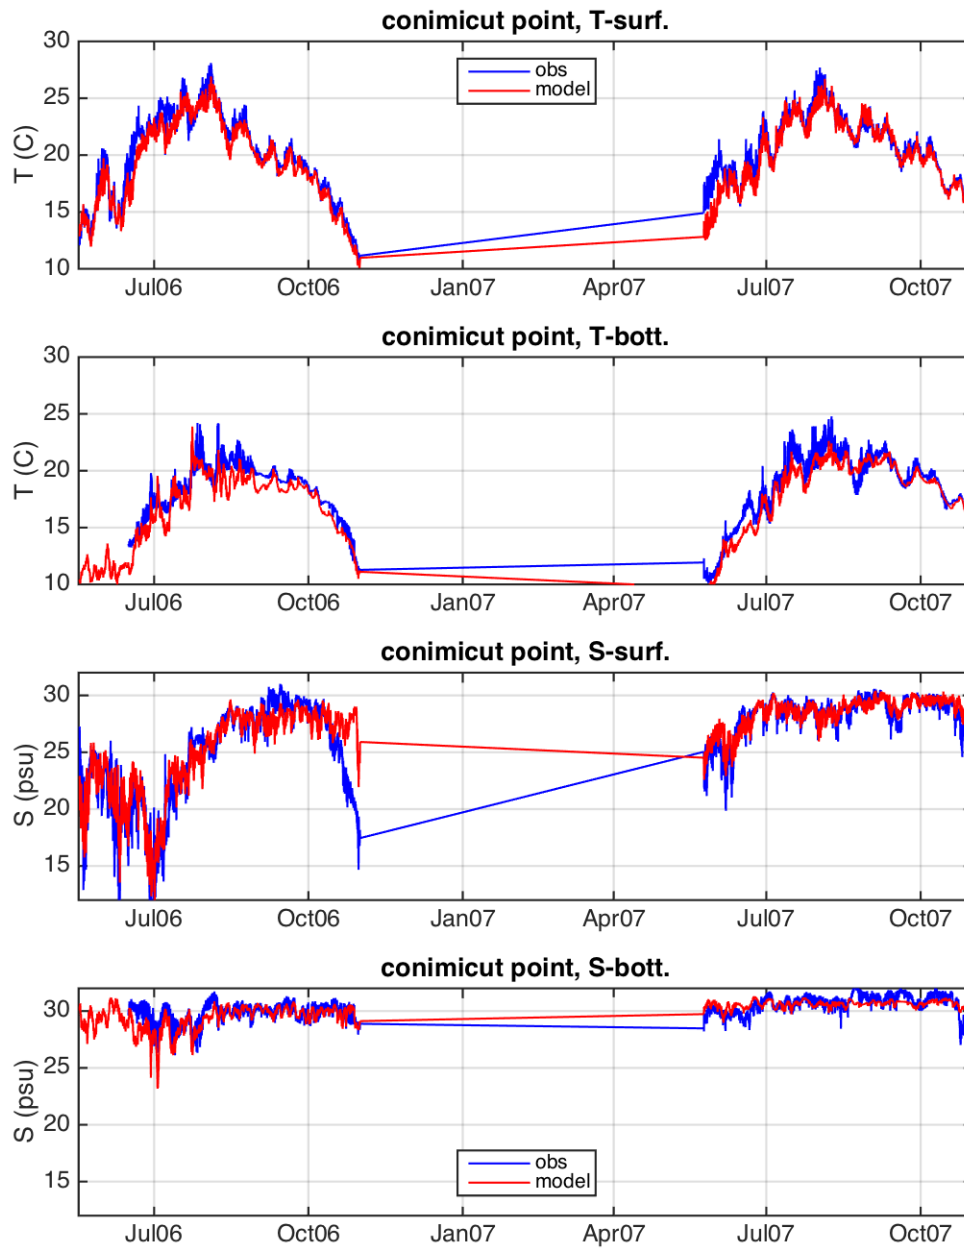 conimicut point, T-surf.
30
25
20
15
10
T (C)
obs
model
Jul06 Oct06 Jan07 Apr07 Jul07 Oct07
conimicut point, T-bott.
30
25
20
15
10
T (C)
Jul06 Oct06 Jan07 Apr07 Jul07 Oct07
conimicut point, S-surf.
30
25
20
15
S (psu)
Jul06 Oct06 Jan07 Apr07 Jul07 Oct07
conimicut point, S-bott.
30
25
20
15
S (psu)
obs
model
Jul06 Oct06 Jan07 Apr07 Jul07 Oct07